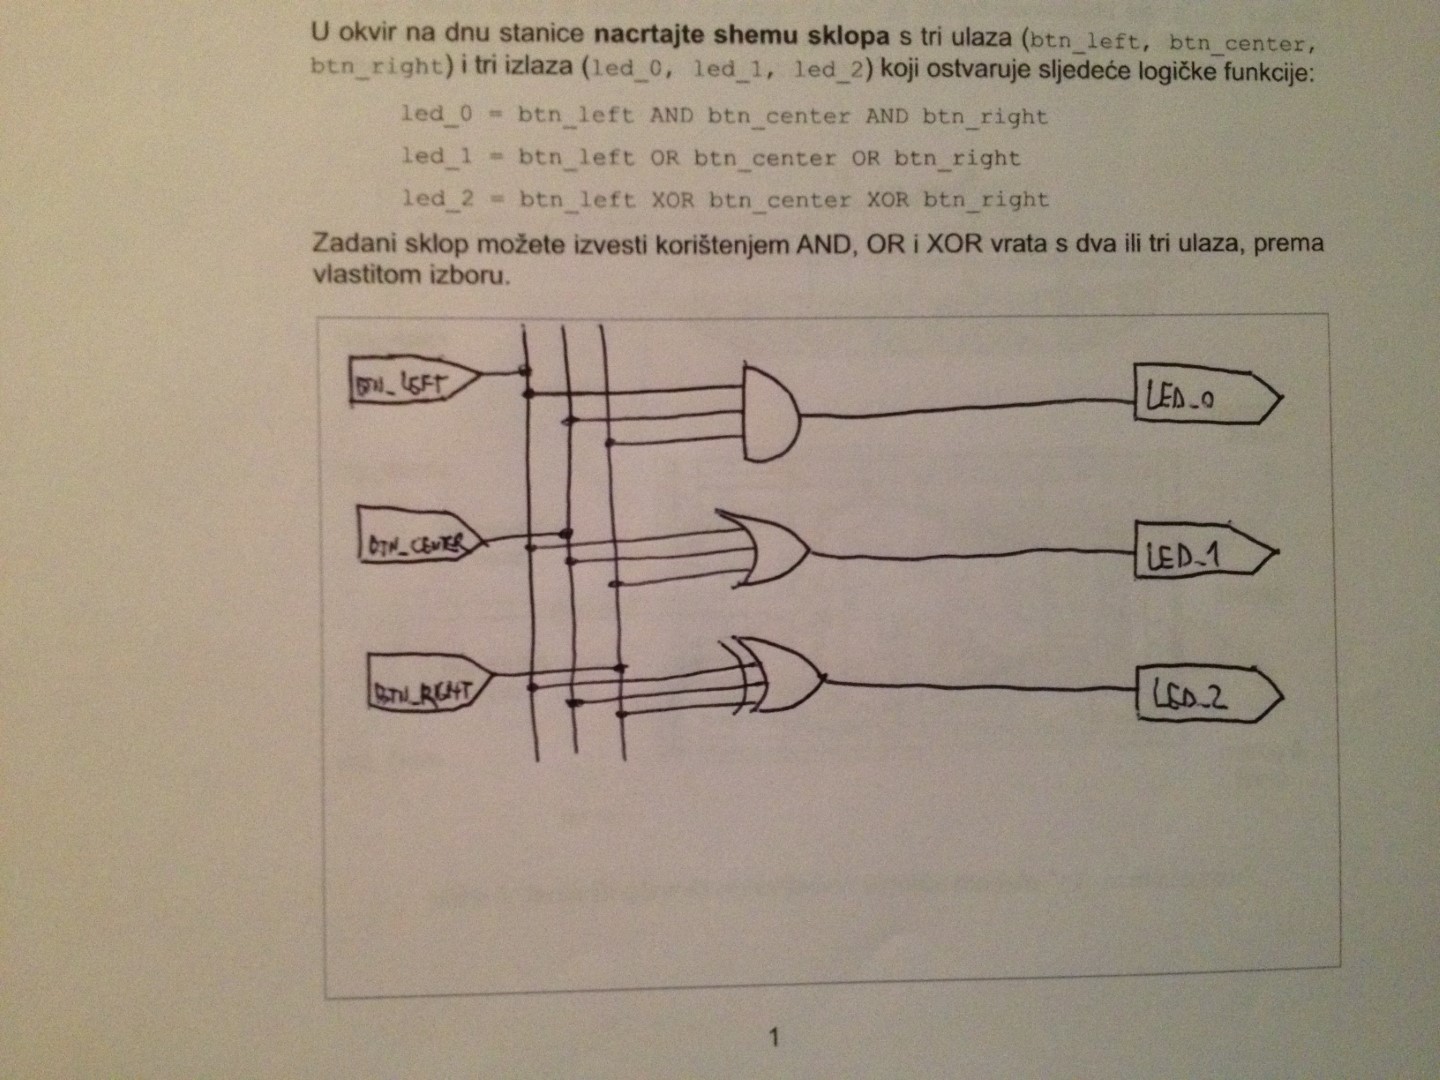 U okvir na dnu stanice nacrtajte shemu sklopa s tri ulaza (btn_left, btn_center,
btn_right) i tri izlaza (led_0, led_1, led_2) koji ostvaruje sljedeće logičke funkcije:
led_0 = btn_left AND btn_center AND btn_right
led_1 = btn_left OR btn_center OR btn_right
led_2 = btn_left XOR btn_center XOR btn_right
Zadani sklop možete izvesti korištenjem AND, OR i XOR vrata s dva ili tri ulaza, prema
vlastitom izboru.
BTN_LEFT
LED_0
BTN_CENTER
LED_1
BTN_RIGHT
LED_2
1